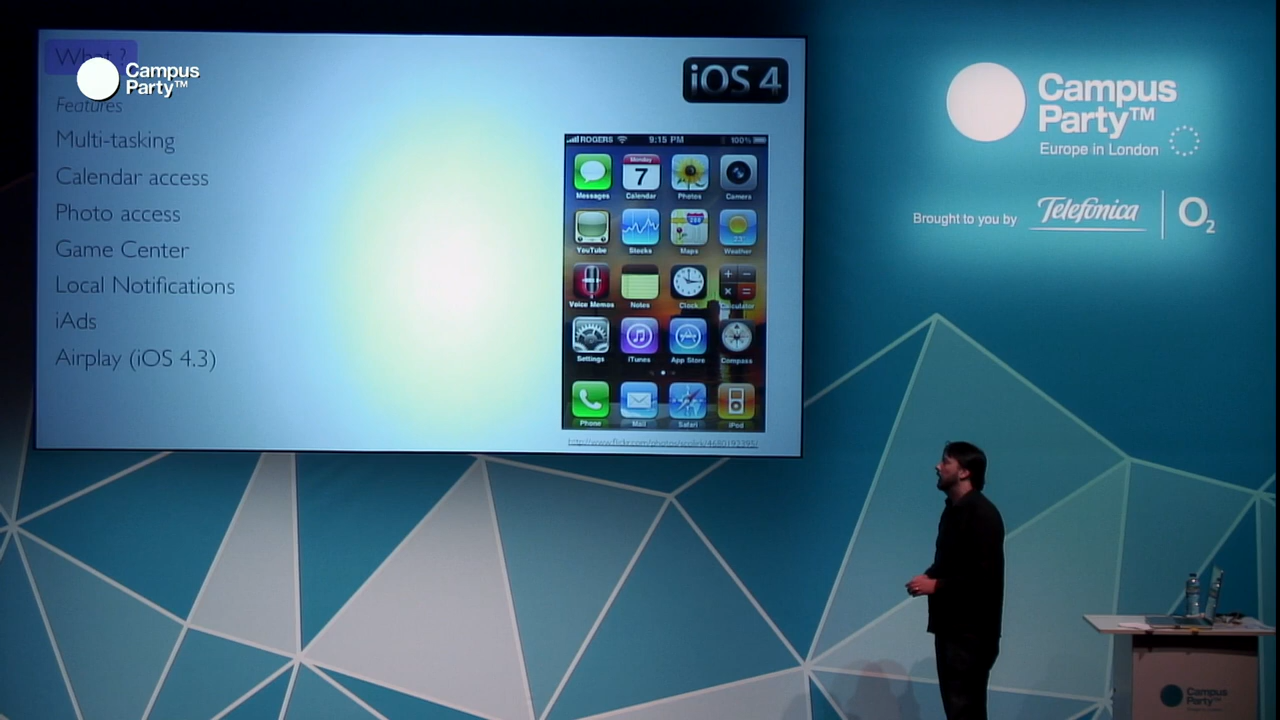 What ?
Campus
Party™
Features
Multi-tasking
Calendar access
Photo access
Game Center
Local Notifications
iAds
Airplay (iOS 4.3)
iOS 4
ROGERS 9:15 PM 100%
Monday
7
Messages Calendar Photos Camera
YouTube Stocks Maps Weather
Voice Memos Notes Clock Calculator
Settings iTunes App Store Compass
Phone Mail Safari iPod
Campus
Party™
Europe in London
Brought to you by Telefónica O2
Campus
Party™